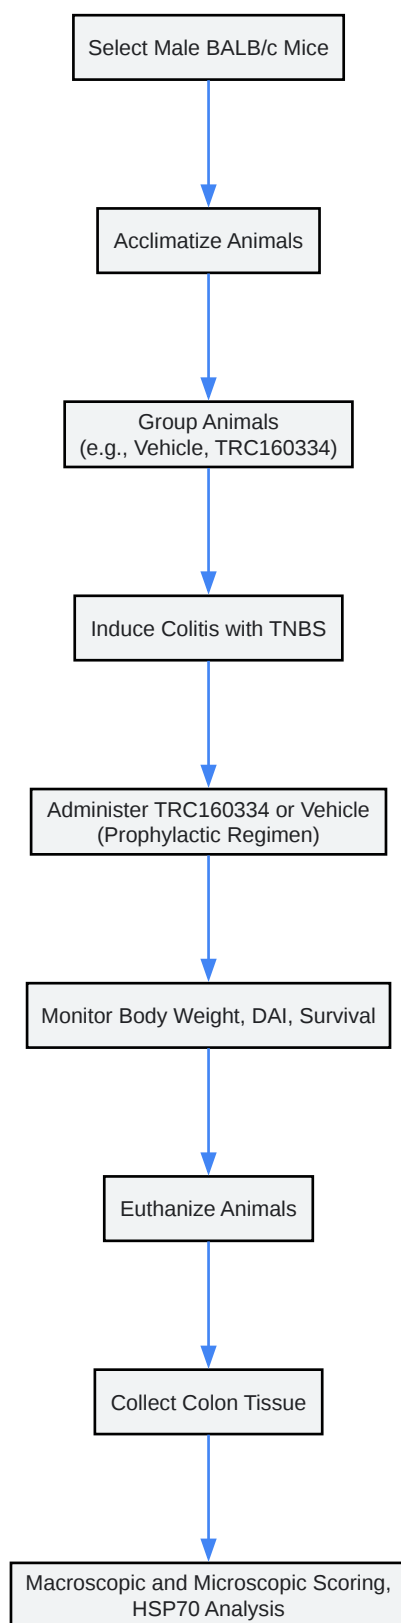 Select Male BALB/c Mice
Acclimatize Animals
Group Animals
(e.g., Vehicle, TRC160334)
Induce Colitis with TNBS
Administer TRC160334 or Vehicle
(Prophylactic Regimen)
Monitor Body Weight, DAI, Survival
Euthanize Animals
Collect Colon Tissue
Macroscopic and Microscopic Scoring,
HSP70 Analysis